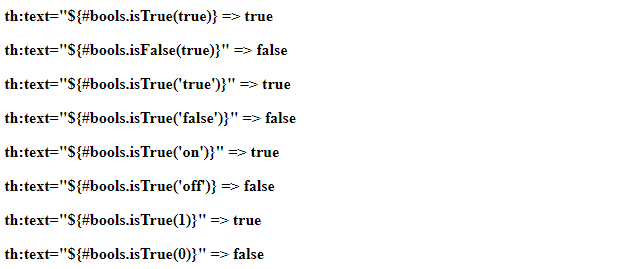 th:text="${#bools.isTrue(true)} => true
th:text="${#bools.isFalse(true)}" => false
th:text="${#bools.isTrue('true')}" => true
th:text="${#bools.isTrue('false')}" => false
th:text="${#bools.isTrue('on')}" => true
th:text="${#bools.isTrue('off')} => false
th:text="${#bools.isTrue(1)}" => true
th:text="${#bools.isTrue(0)}" => false